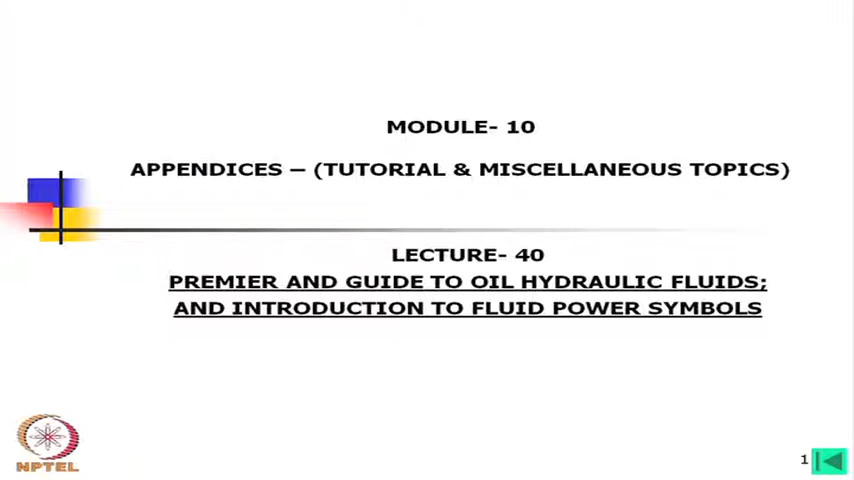 MODULE- 10
APPENDICES – (TUTORIAL & MISCELLANEOUS TOPICS)
LECTURE- 40
PREMIER AND GUIDE TO OIL HYDRAULIC FLUIDS;
AND INTRODUCTION TO FLUID POWER SYMBOLS
NPTEL
1